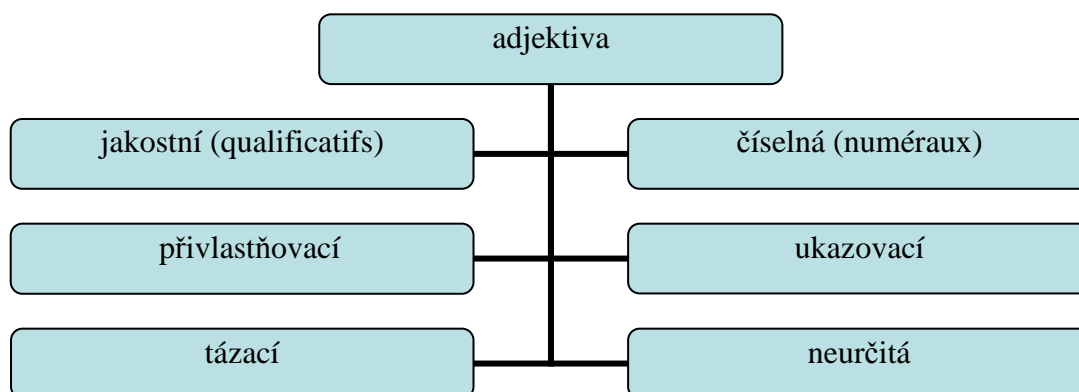 adjektiva
jakostní (qualificatifs)
číselná (numéraux)
přivlastňovací
ukazovací
tázací
neurčitá